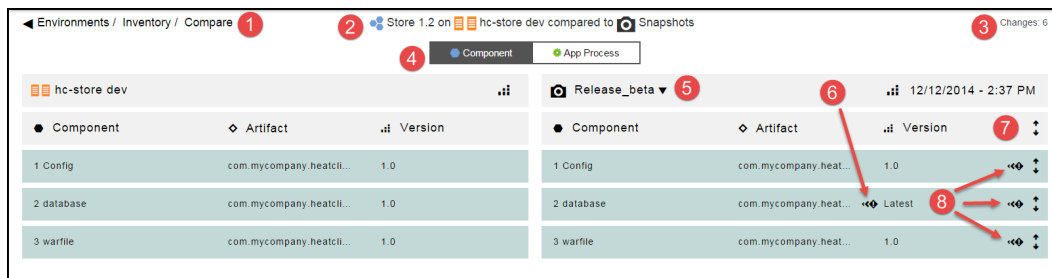 Environments / Inventory / Compare 1
2 Store 1.2 on hc-store dev compared to Snapshots
3 Changes: 6
4 Component App Process
hc-store dev
Release_beta 5 6 12/12/2014 - 2:37 PM
Component Artifact Version
Component Artifact Version 7
1 Config com.mycompany.heatcli... 1.0
1 Config com.mycompany.heat... 1.0
2 database com.mycompany.heatcli... 1.0
2 database com.mycompany.heat... Latest 8
3 warfile com.mycompany.heatcli... 1.0
3 warfile com.mycompany.heat... 1.0